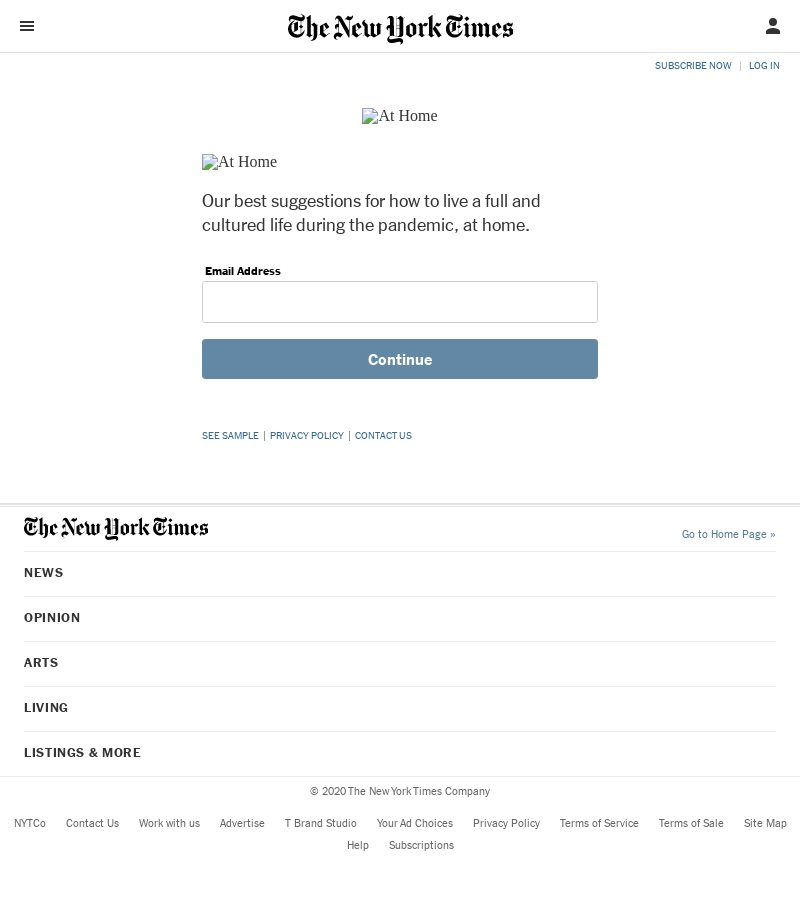 The New York Times
SUBSCRIBE NOW | LOG IN
At Home
At Home
Our best suggestions for how to live a full and
cultured life during the pandemic, at home.
Email Address
Continue
SEE SAMPLE | PRIVACY POLICY | CONTACT US
The New York Times
Go to Home Page »
NEWS
OPINION
ARTS
LIVING
LISTINGS & MORE
© 2020 The New York Times Company
NYTCo Contact Us Work with us Advertise T Brand Studio Your Ad Choices Privacy Policy Terms of Service Terms of Sale Site Map
Help Subscriptions